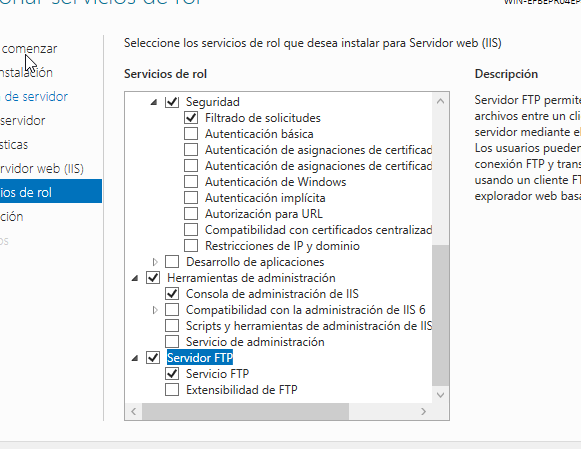 onar servicios de rol
comenzar
nstalación
de servidor
servidor
sticas
rvidor web (IIS)
ios de rol
ción
os
Seleccione los servicios de rol que desea instalar para Servidor web (IIS)
Servicios de rol
Seguridad
Filtrado de solicitudes
Autenticación básica
Autenticación de asignaciones de certificad
Autenticación de asignaciones de certificad
Autenticación de Windows
Autenticación implícita
Autorización para URL
Compatibilidad con certificados centralizad
Restricciones de IP y dominio
Desarrollo de aplicaciones
Herramientas de administración
Consola de administración de IIS
Compatibilidad con la administración de IIS 6
Scripts y herramientas de administración de IIS
Servicio de administración
Servidor FTP
Servicio FTP
Extensibilidad de FTP
Descripción
Servidor FTP permite
archivos entre un cli
servidor mediante el
Los usuarios pueden
conexión FTP y trans
usando un cliente FT
explorador web basa